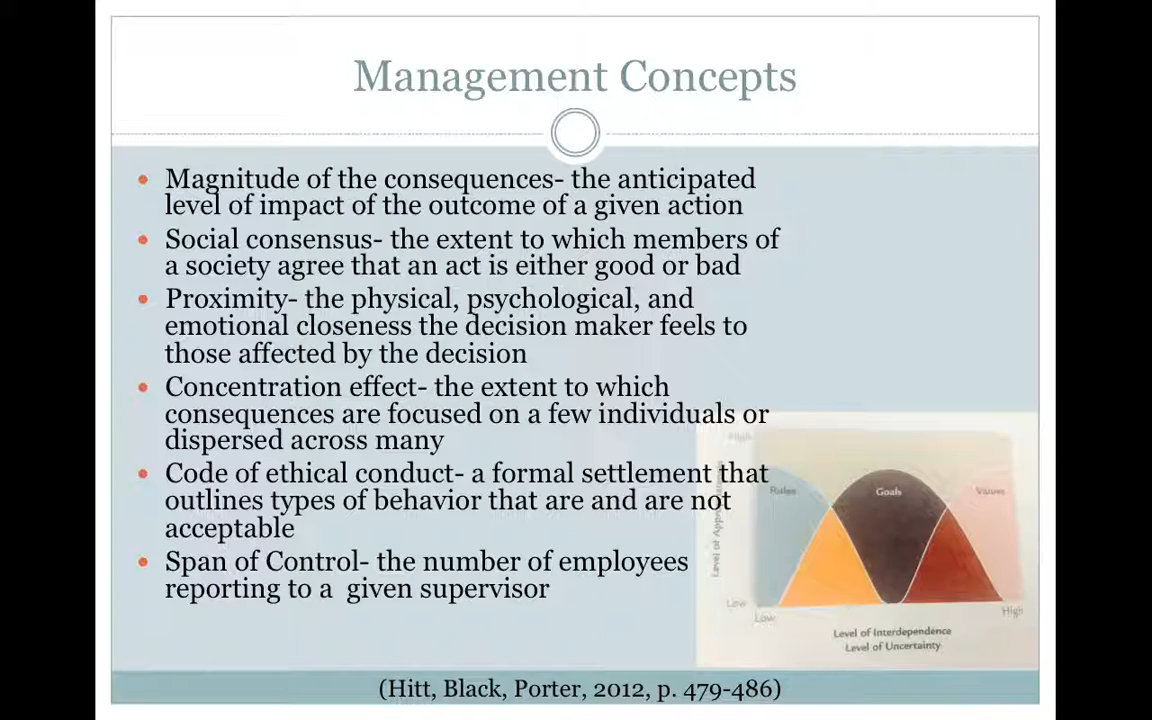 Management Concepts
Magnitude of the consequences- the anticipated
level of impact of the outcome of a given action
Social consensus- the extent to which members of
a society agree that an act is either good or bad
Proximity- the physical, psychological, and
emotional closeness the decision maker feels to
those affected by the decision
Concentration effect- the extent to which
consequences are focused on a few individuals or
dispersed across many
Code of ethical conduct- a formal settlement that
outlines types of behavior that are and are not
acceptable
Span of Control- the number of employees
reporting to a given supervisor
High
Rules
Goals
Values
Level of
Low
Low
High
Level of Interdependence
Level of Uncertainty
(Hitt, Black, Porter, 2012, p. 479-486)